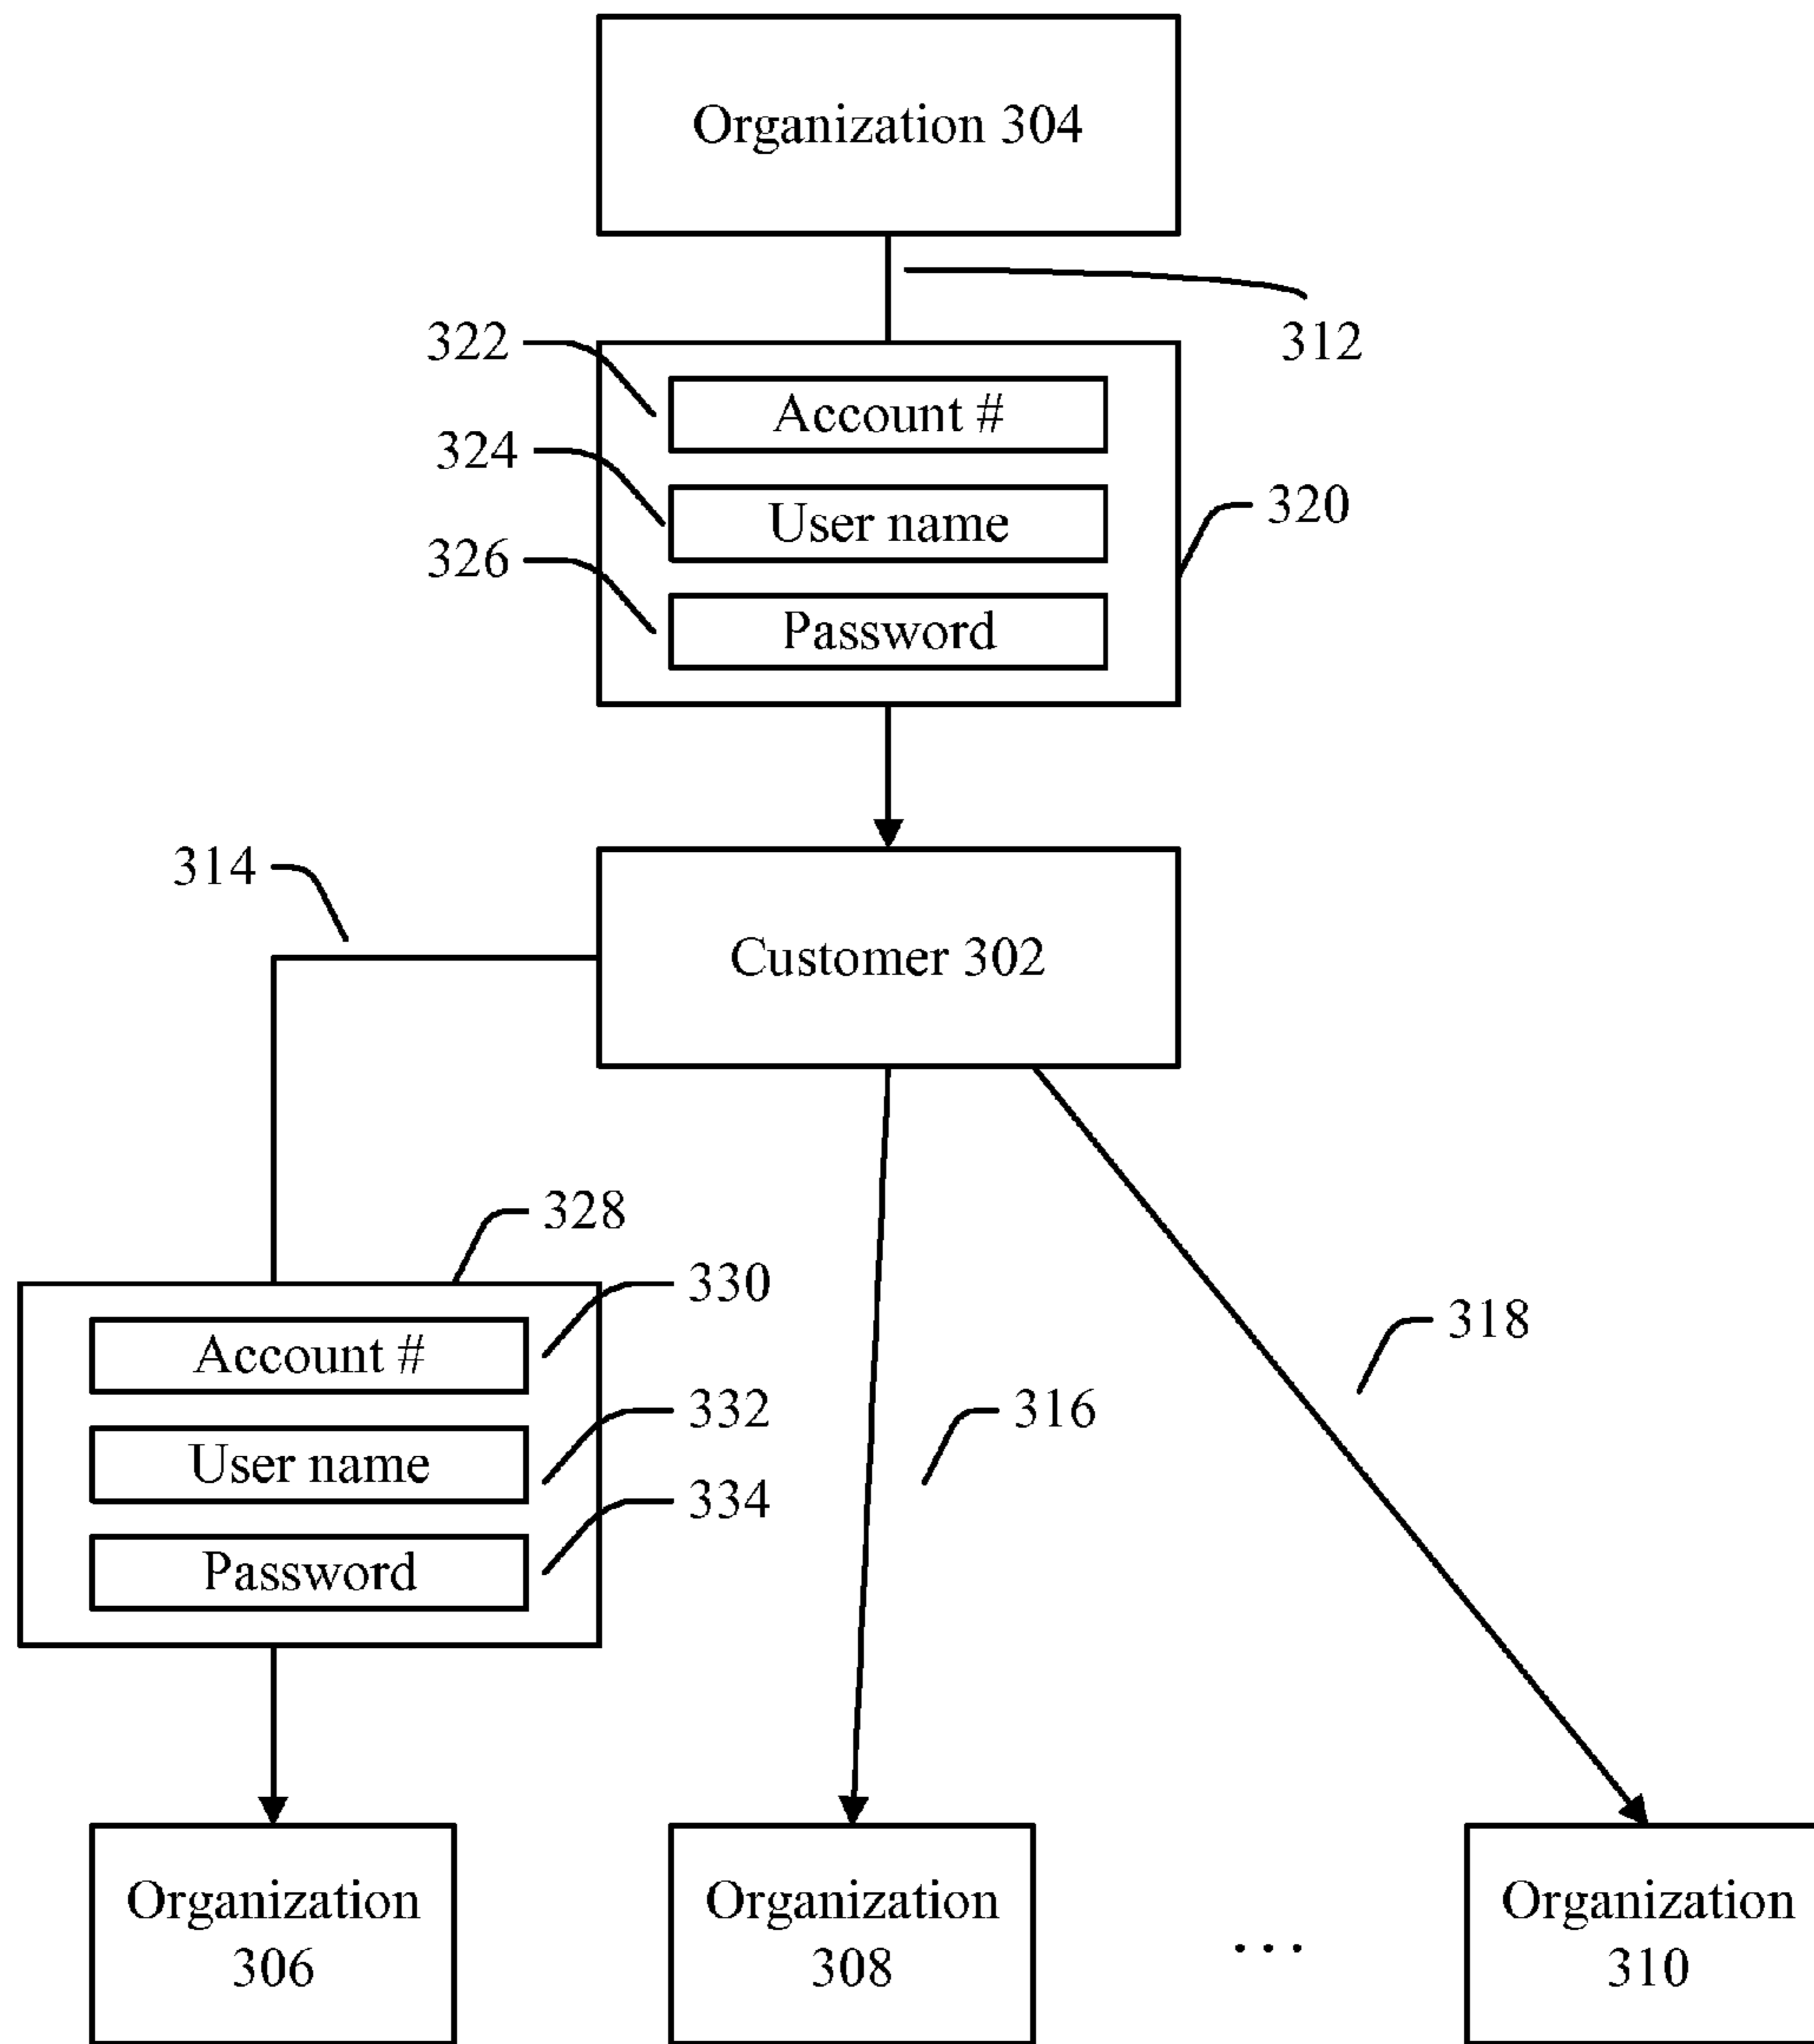 Organization 304
312
322
Account #
324
User name
320
326
Password
314
Customer 302
328
330
Account #
318
332
316
User name
334
Password
Organization
306
Organization
308
...
Organization
310